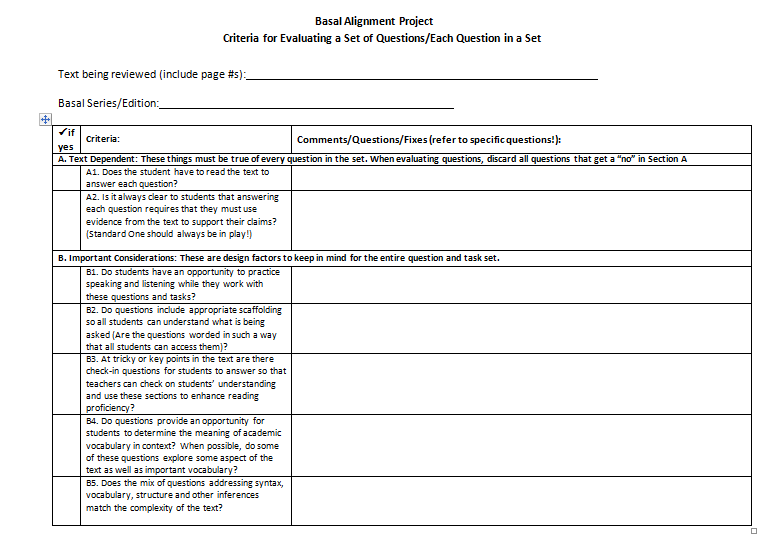 Basal Alignment Project
Criteria for Evaluating a Set of Questions/Each Question in a Set
Text being reviewed (include page #s):
Basal Series/Edition:
✓if
yes
Criteria:
Comments/Questions/Fixes (refer to specific questions!):
A. Text Dependent: These things must be true of every question in the set. When evaluating questions, discard all questions that get a “no” in Section A
A1. Does the student have to read the text to
answer each question?
A2. Is it always clear to students that answering
each question requires that they must use
evidence from the text to support their claims?
(Standard One should always be in play!)
B. Important Considerations: These are design factors to keep in mind for the entire question and task set.
B1. Do students have an opportunity to practice
speaking and listening while they work with
these questions and tasks?
B2. Do questions include appropriate scaffolding
so all students can understand what is being
asked (Are the questions worded in such a way
that all students can access them)?
B3. At tricky or key points in the text are there
check-in questions for students to answer so that
teachers can check on students’ understanding
and use these sections to enhance reading
proficiency?
B4. Do questions provide an opportunity for
students to determine the meaning of academic
vocabulary in context? When possible, do some
of these questions explore some aspect of the
text as well as important vocabulary?
B5. Does the mix of questions addressing syntax,
vocabulary, structure and other inferences
match the complexity of the text?